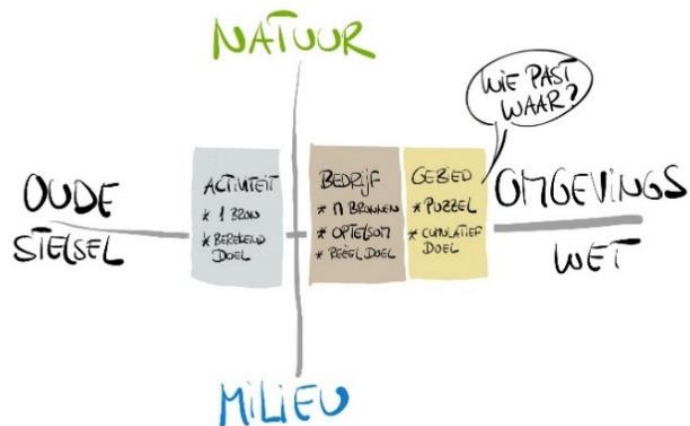 NATUUR
WIE PAST
WAAR?
OUDE
STELSEL
ACTIVITEIT
* 1 BRON
* BEREKEND
DOEL
BEDRIJF
* n BRONNEN
* OPTELSOM
* REËEL DOEL
GEBIED
* PUZZEL
* CUMULATIEF
DOEL
OMGEVINGS
WET
MILIEU